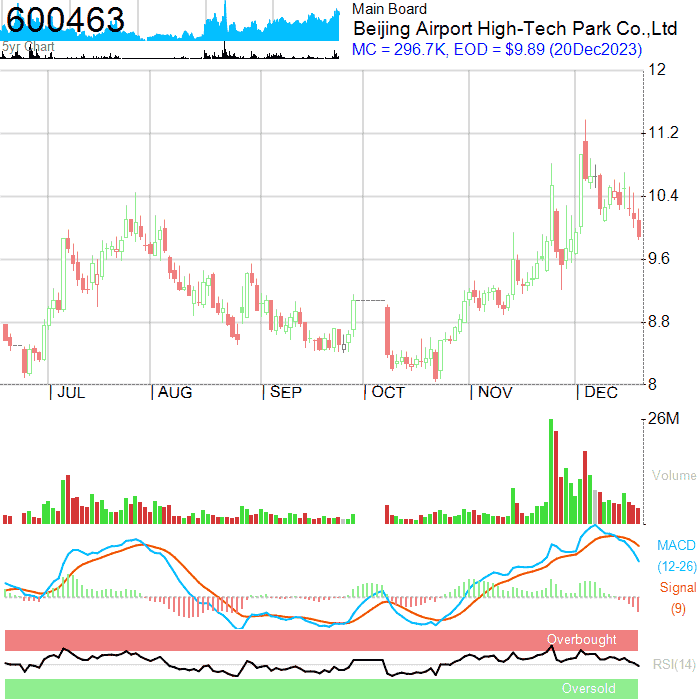 600463
5yr Chart
Main Board
Beijing Airport High-Tech Park Co.,Ltd
MC = 296.7K, EOD = $9.89 (20Dec2023)
12
11.2
10.4
9.6
8.8
8
JUL AUG SEP OCT NOV DEC
26M
Volume
MACD
(12-26)
Signal
(9)
Overbought
RSI(14)
Oversold